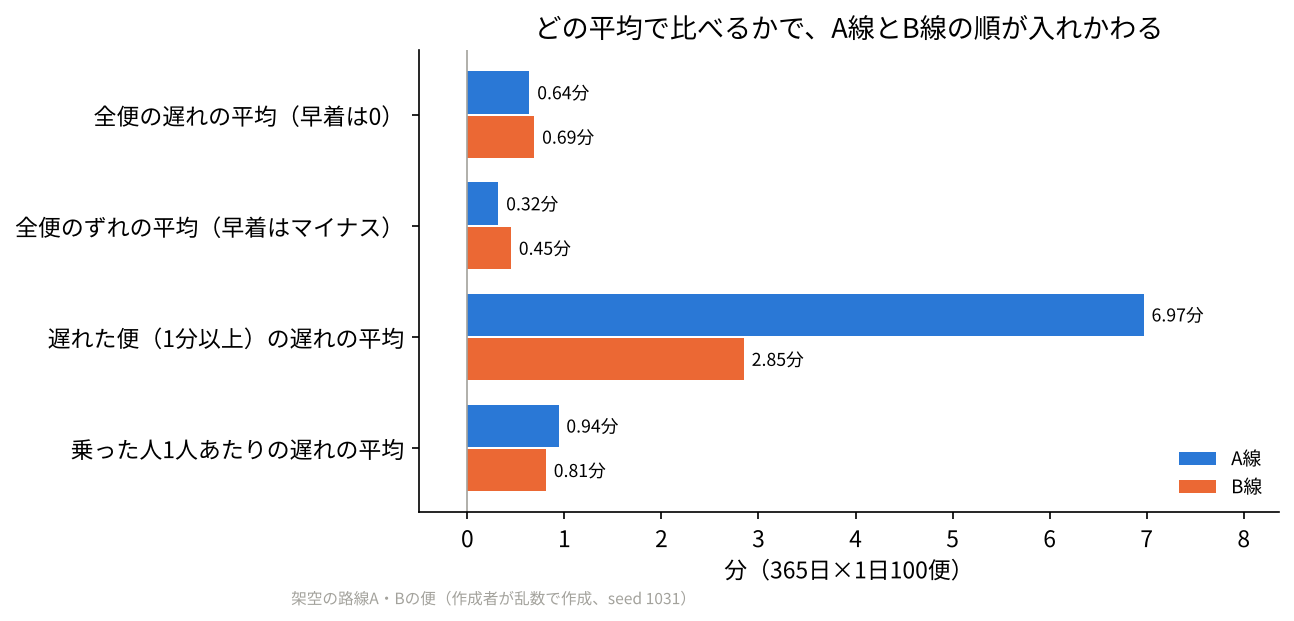 どの平均で比べるかで、A線とB線の順が入れかわる
全便の遅れの平均（早着は0）
0.64分
0.69分
全便のずれの平均（早着はマイナス）
0.32分
0.45分
遅れた便（1分以上）の遅れの平均
6.97分
2.85分
乗った人1人あたりの遅れの平均
0.94分
0.81分
A線
B線
0 1 2 3 4 5 6 7 8
分（365日×1日100便）
架空の路線A・Bの便（作成者が乱数で作成、seed 1031）